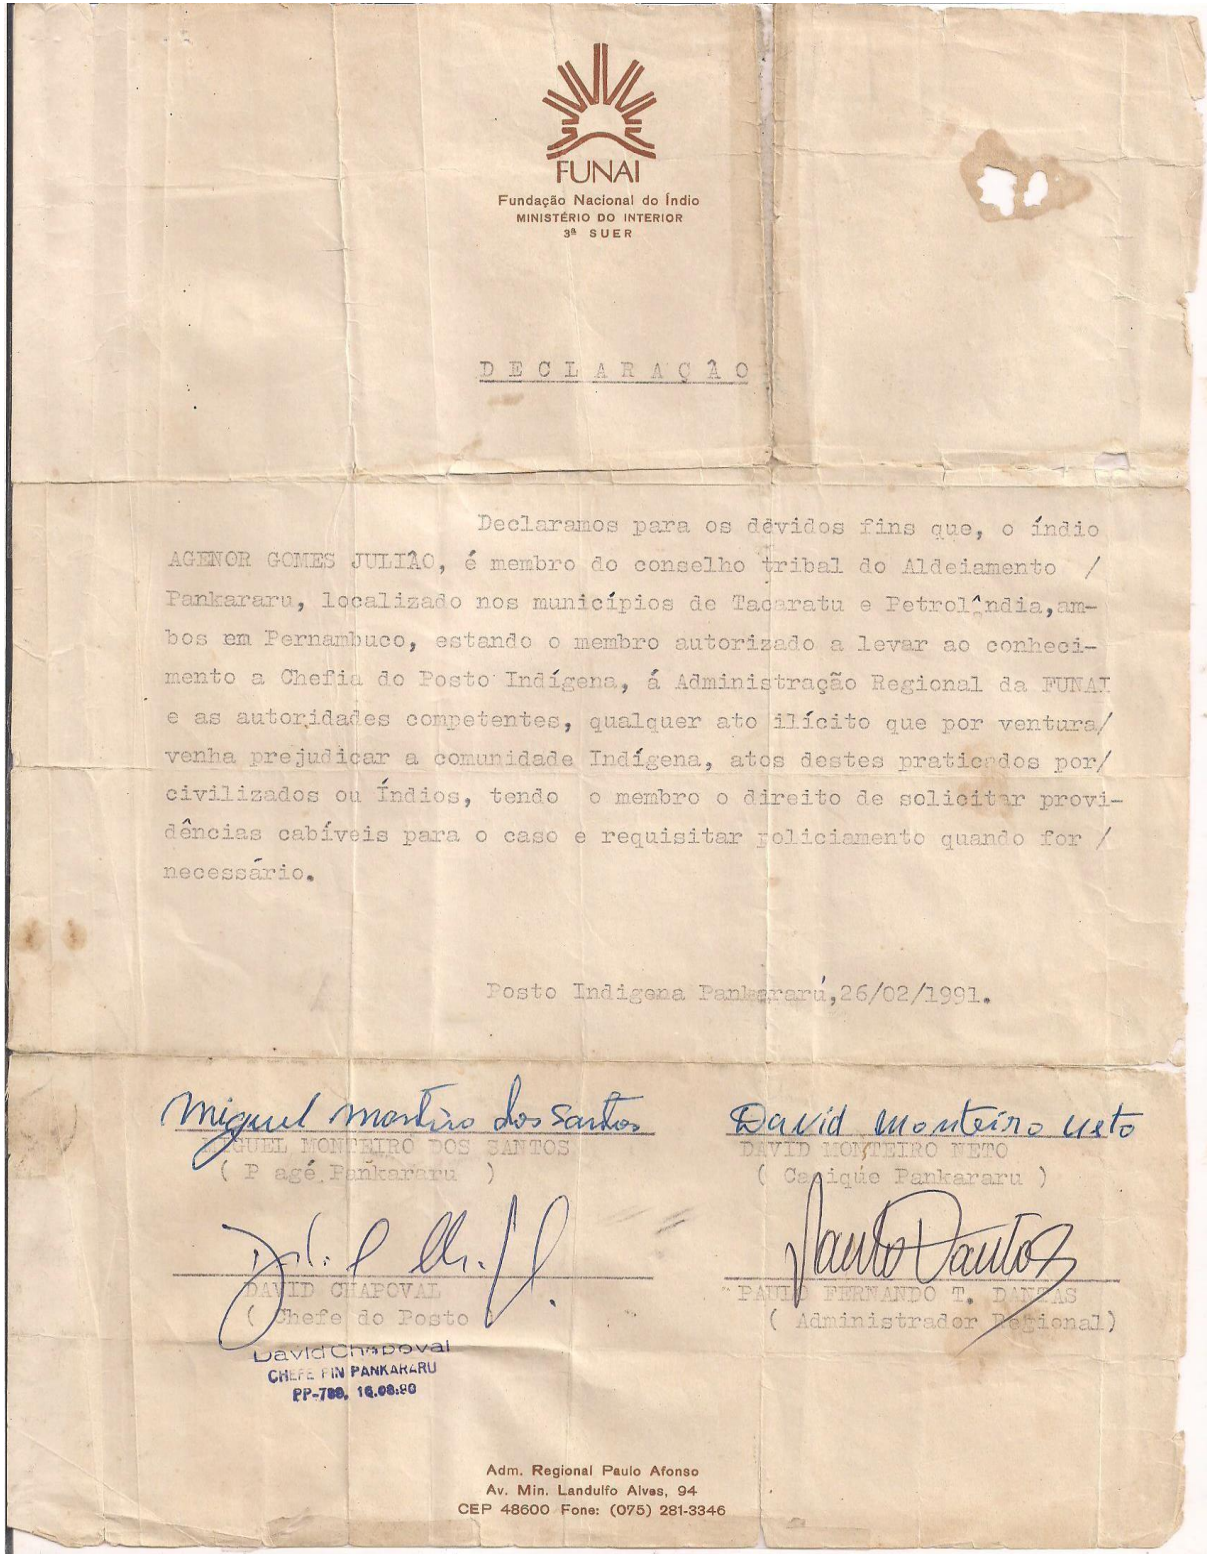 FUNAI
Fundação Nacional do Índio
MINISTÉRIO DO INTERIOR
3ª SUER
DECLARAÇÃO
Declaramos para os dêvidos fins que, o índio
AGENOR GOMES JULIÃO, é membro do conselho tribal do Aldeiamento /
Pankararu, localizado nos municípios de Tacaratu e Petrolândia,am-
bos em Pernambuco, estando o membro autorizado a levar ao conheci-
mento a Chefia do Posto Indígena, á Administração Regional da FUNAI
e as autoridades competentes, qualquer ato ilícito que por ventura/
venha prejudicar a comunidade Indígena, atos destes praticados por/
civilizados ou Índios, tendo o membro o direito de solicitar provi-
dências cabíveis para o caso e requisitar policiamento quando for /
necessário.
Posto Indigena Pankararú,26/02/1991.
Miguel Monteiro dos Santos
David Monteiro Neto
MIGUEL MONTEIRO DOS SANTOS
DAVID MONTEIRO NETO
( P agé Pankararu )
( Caciqúe Pankararu )
DAVID CHAPOVAL
PAULO FERNANDO T. DANTAS
( Chefe do Posto )
( Administrador Regional)
David Chapoval
CHEFE PIN PANKARARU
Adm. Regional Paulo Afonso
Av. Min. Landulfo Alves, 94
CEP 48600 Fone: (075) 281-3346